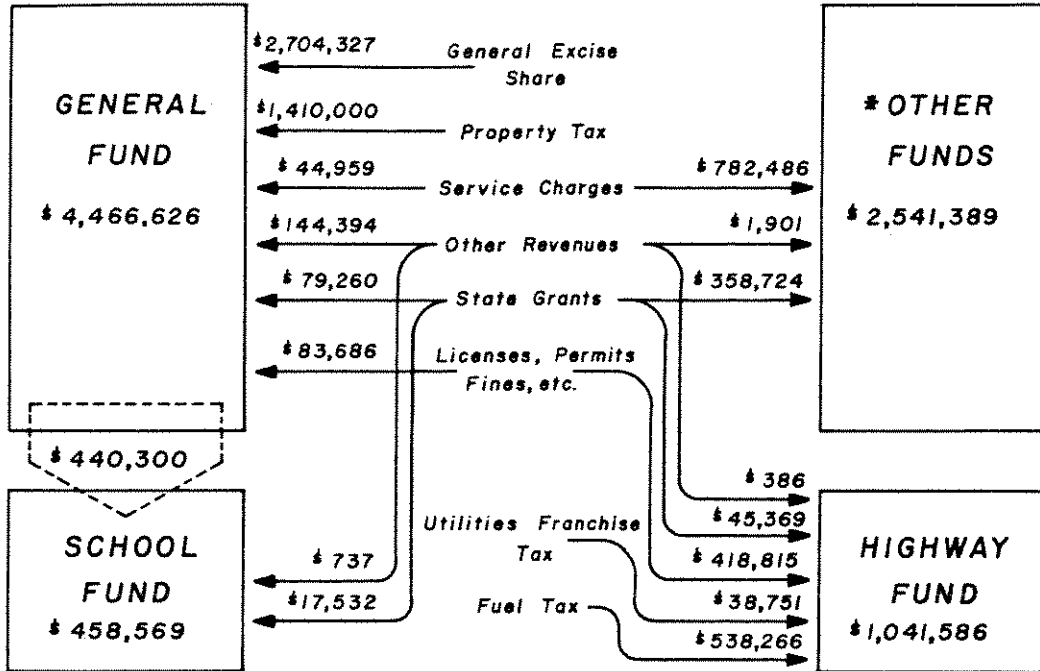 GENERAL
FUND
$4,466,626
$2,704,327
General Excise
Share
$1,410,000
Property Tax
$44,959
Service Charges
$782,486
$144,394
Other Revenues
$1,901
$79,260
State Grants
$358,724
$83,686
Licenses, Permits
Fines, etc.
*OTHER
FUNDS
$2,541,389
$440,300
SCHOOL
FUND
$458,569
$737
$17,532
Utilities Franchise
Tax
Fuel Tax
$386
$45,369
$418,815
$38,751
$538,266
HIGHWAY
FUND
$1,041,586